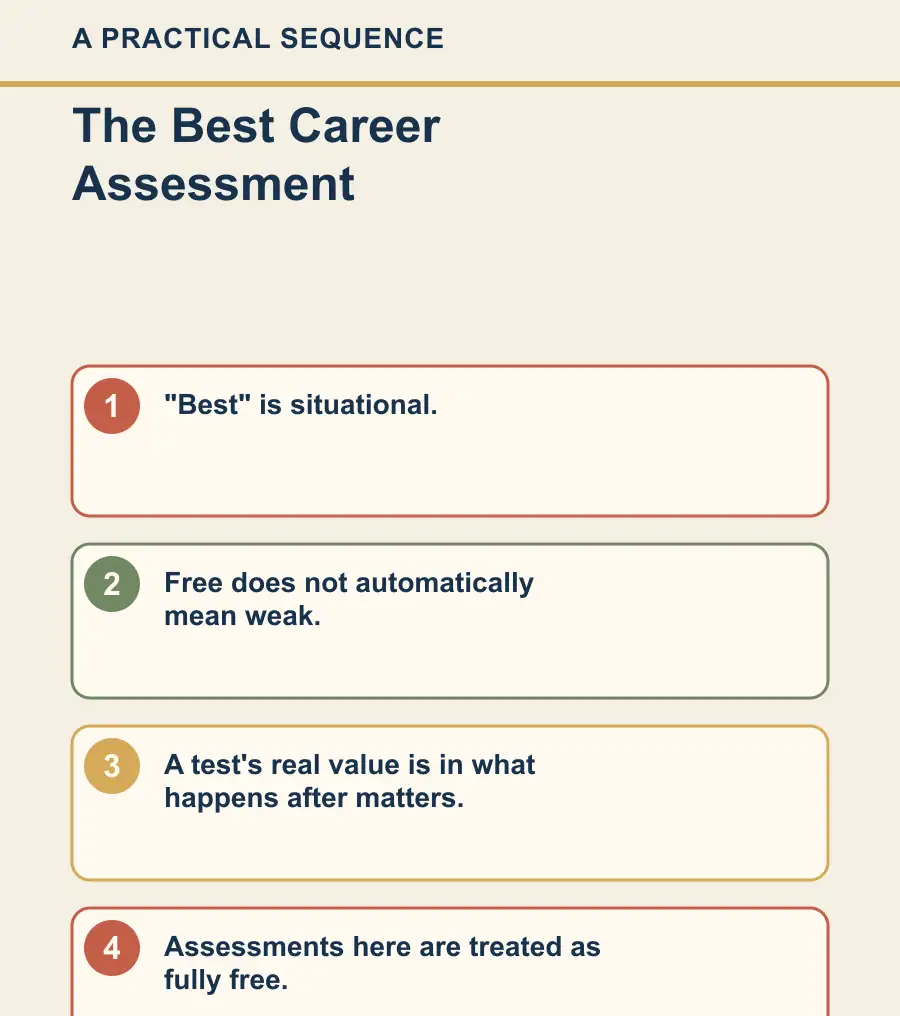 A PRACTICAL SEQUENCE
The Best Career
Assessment
1
"Best" is situational.
2
Free does not automatically
mean weak.
3
A test's real value is in what
happens after matters.
4
Assessments here are treated as
fully free.